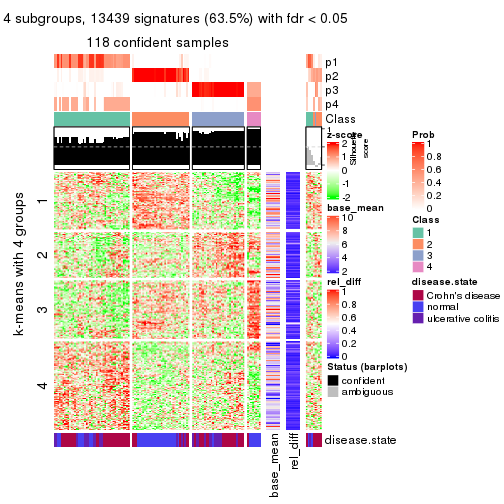 4 subgroups, 13439 signatures (63.5%) with fdr < 0.05
118 confident samples
p1
p2
p3
p4
Class
1
Silhouette
score
k-means with 4 groups
1
2
3
4
disease.state
base_mean
rel_diff
z-score
2
1
0
-1
-2
base_mean
10
8
6
4
2
rel_diff
1
0.8
0.6
0.4
0.2
0
Status (barplots)
confident
ambiguous
Prob
1
0.8
0.6
0.4
0.2
0
Class
1
2
3
4
disease.state
Crohn's disease
normal
ulcerative colitis